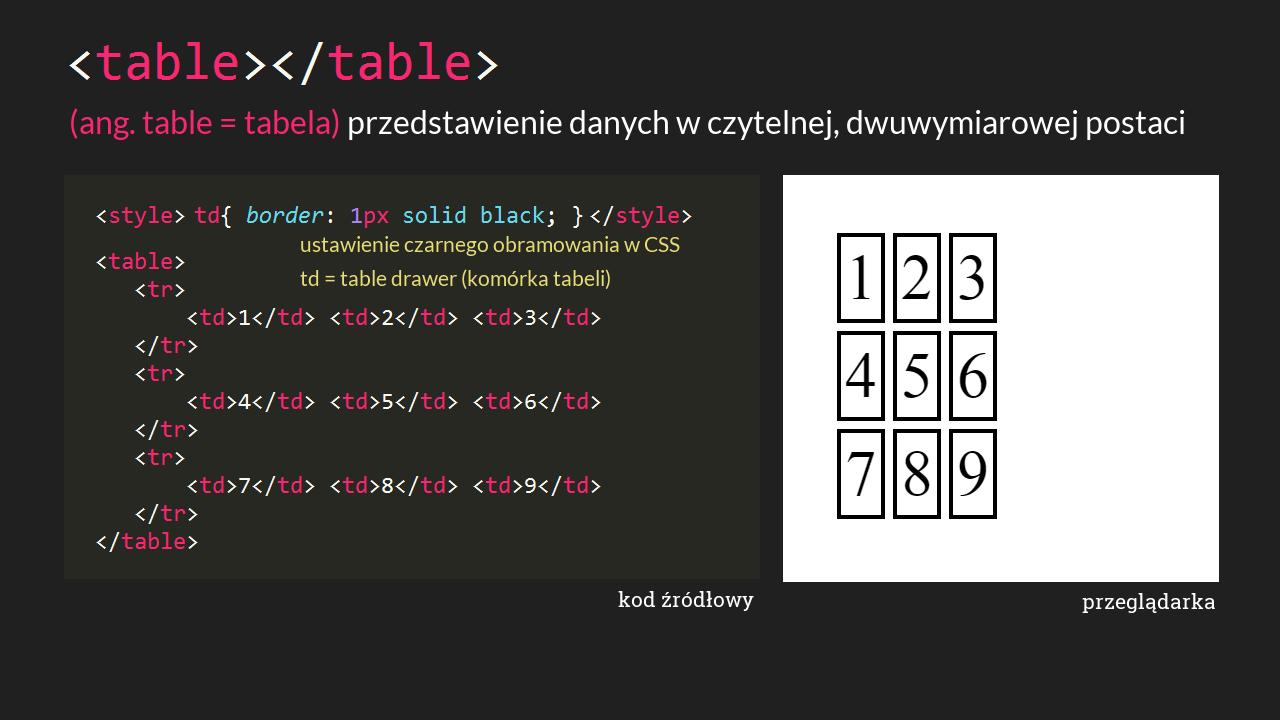 <table></table>
(ang. table = tabela) przedstawienie danych w czytelnej, dwuwymiarowej postaci
<style> td{ border: 1px solid black; } </style>
ustawienie czarnego obramowania w CSS
<table>
td = table drawer (komórka tabeli)
<tr>
<td>1</td> <td>2</td> <td>3</td>
</tr>
<tr>
<td>4</td> <td>5</td> <td>6</td>
</tr>
<tr>
<td>7</td> <td>8</td> <td>9</td>
</tr>
</table>
kod źródłowy
1 2 3
4 5 6
7 8 9
przeglądarka